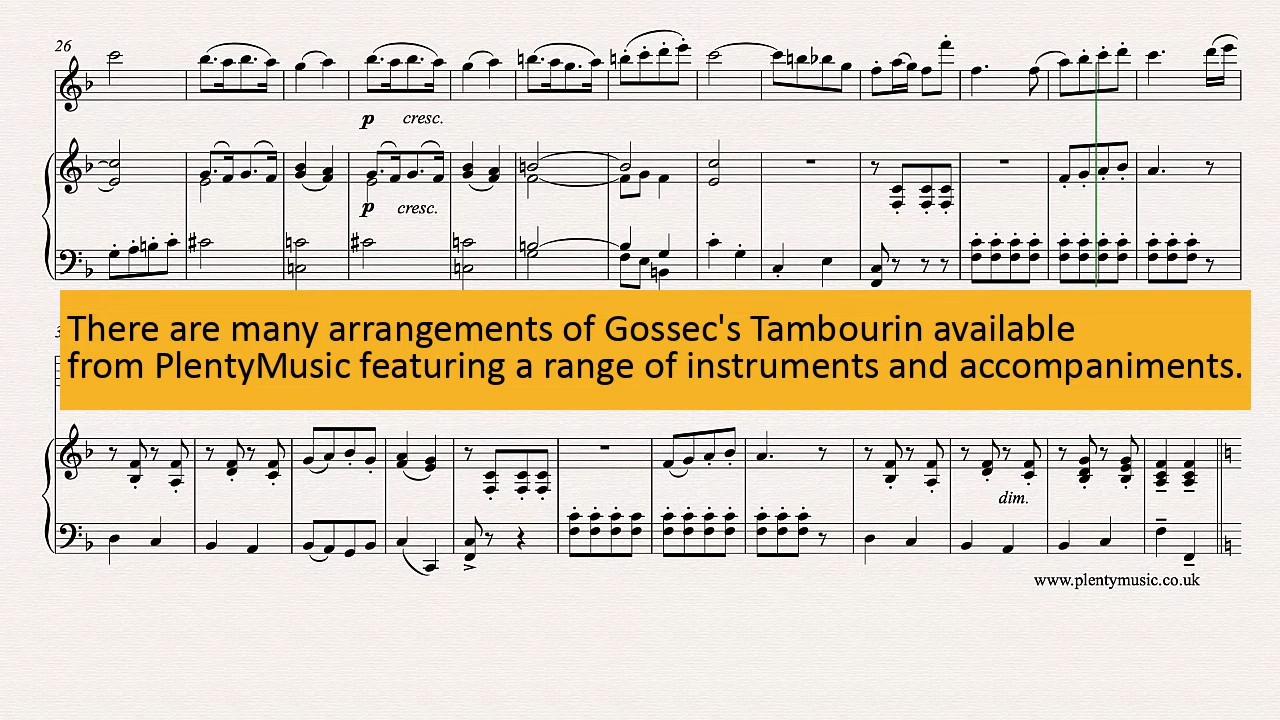 26
p cresc.
p cresc.
There are many arrangements of Gossec's Tambourin available
from PlentyMusic featuring a range of instruments and accompaniments.
dim.
www.plentymusic.co.uk